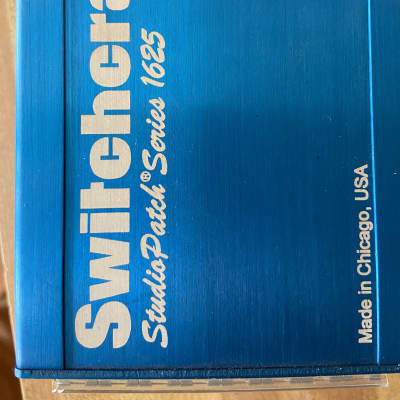 Switchcra
StudioPatch® Series 1625
Made in Chicago, USA